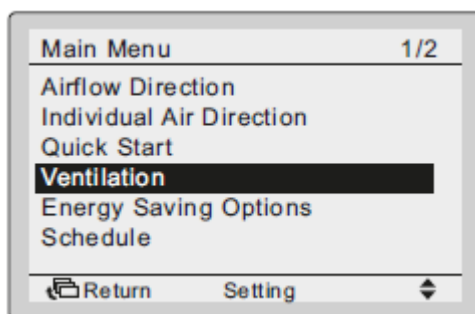 Main Menu 1/2
Airflow Direction
Individual Air Direction
Quick Start
Ventilation
Energy Saving Options
Schedule
Return Setting